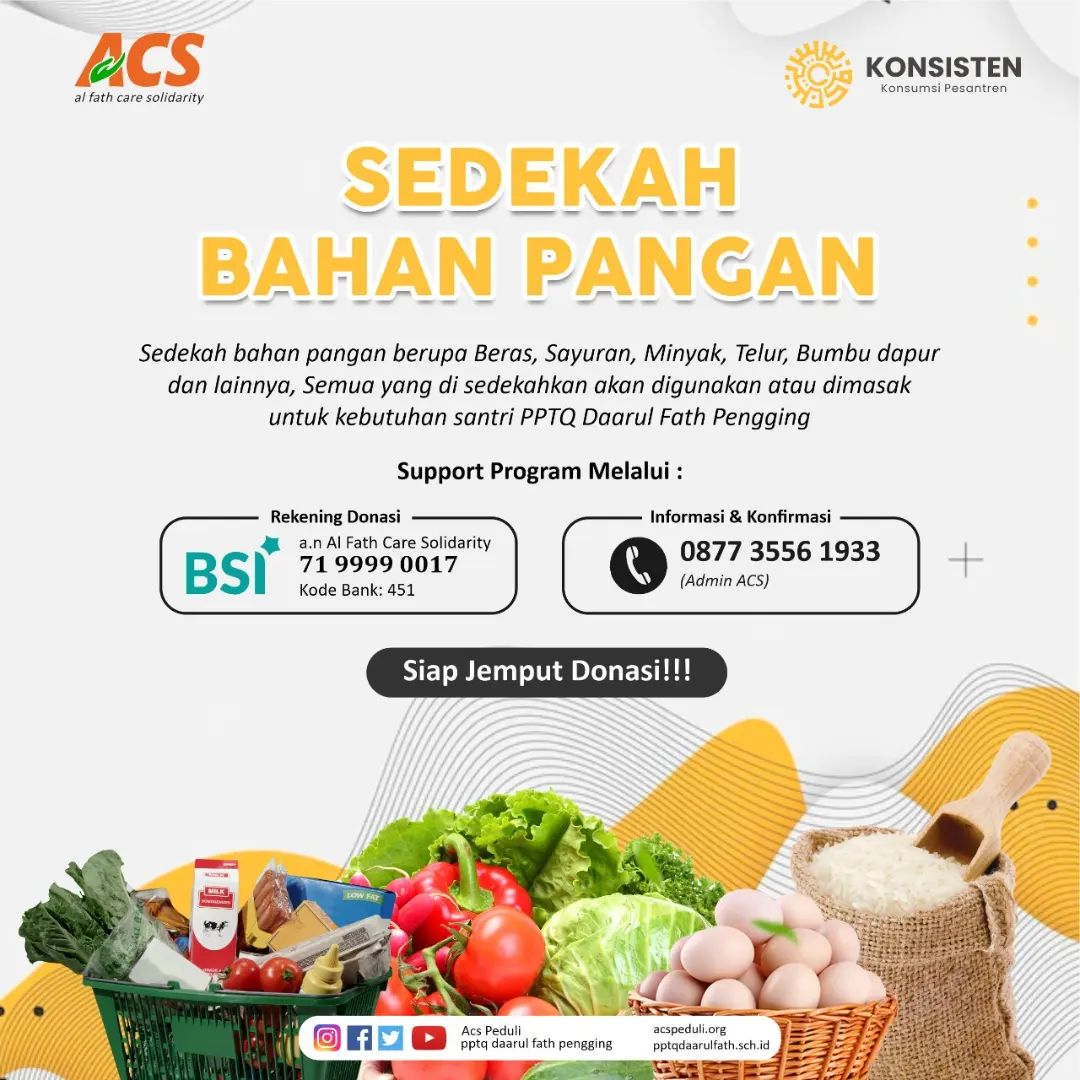 ACS
al fath care solidarity
KONSISTEN
Konsumsi Pesantren
SEDEKAH
BAHAN PANGAN
Sedekah bahan pangan berupa Beras, Sayuran, Minyak, Telur, Bumbu dapur
dan lainnya, Semua yang di sedekahkan akan digunakan atau dimasak
untuk kebutuhan santri PPTQ Daarul Fath Pengging
Support Program Melalui :
Rekening Donasi
BSI
a.n Al Fath Care Solidarity
71 9999 0017
Kode Bank: 451
Informasi & Konfirmasi
0877 3556 1933
(Admin ACS)
Siap Jemput Donasi!!!
MILK
LOW FAT
Acs Peduli
pptq daarul fath pengging
acspeduli.org
pptqdaarulfath.sch.id